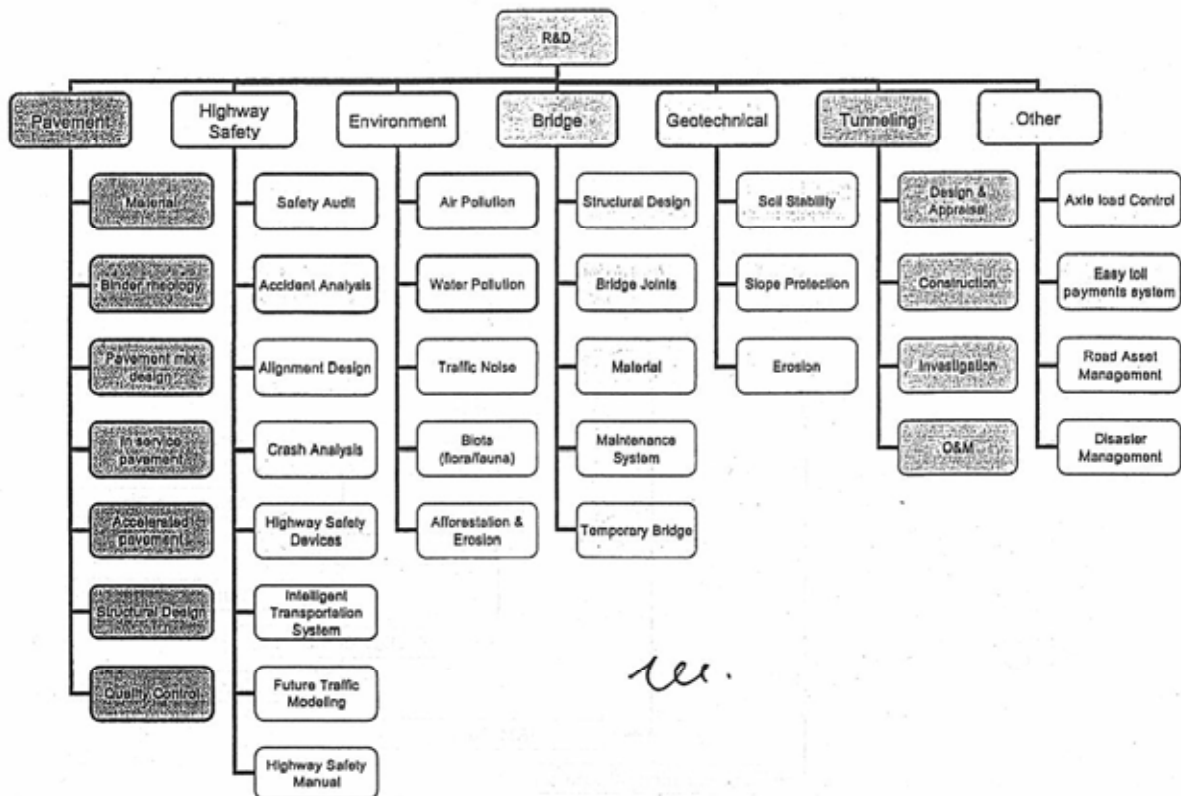 R&D
Pavement
Highway
Safety
Environment
Bridge
Geotechnical
Tunneling
Other
Material
Binder rheology
Pavement mix
design
In service
pavement
Accelerated
pavement
Structural Design
Quality Control
Safety Audit
Accident Analysis
Alignment Design
Crash Analysis
Highway Safety
Devices
Intelligent
Transportation
System
Future Traffic
Modeling
Highway Safety
Manual
Air Pollution
Water Pollution
Traffic Noise
Biota
(flora/fauna)
Afforestation &
Erosion
Structural Design
Bridge Joints
Material
Maintenance
System
Temporary Bridge
Soil Stability
Slope Protection
Erosion
Design &
Appraisal
Construction
Investigation
O&M
Axle load Control
Easy toll
payments system
Road Asset
Management
Disaster
Management